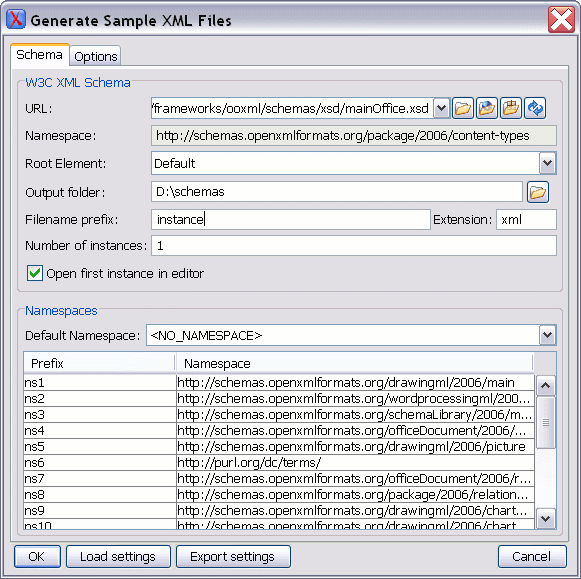 Generate Sample XML Files
Schema Options
W3C XML Schema
URL: /frameworks/ooxml/schemas/xsd/mainOffice.xsd
Namespace: http://schemas.openxmlformats.org/package/2006/content-types
Root Element: Default
Output folder: D:\schemas
Filename prefix: instance Extension: xml
Number of instances: 1
Open first instance in editor
Namespaces
Default Namespace: <NO_NAMESPACE>
Prefix Namespace
ns1 http://schemas.openxmlformats.org/drawingml/2006/main
ns2 http://schemas.openxmlformats.org/wordprocessingml/200...
ns3 http://schemas.openxmlformats.org/schemaLibrary/2006/m...
ns4 http://schemas.openxmlformats.org/officeDocument/2006/...
ns5 http://schemas.openxmlformats.org/drawingml/2006/picture
ns6 http://purl.org/dc/terms/
ns7 http://schemas.openxmlformats.org/officeDocument/2006/r...
ns8 http://schemas.openxmlformats.org/package/2006/relation...
ns9 http://schemas.openxmlformats.org/drawingml/2006/chart...
ns10 http://schemas.openxmlformats.org/drawingml/2006/chart...
OK Load settings Export settings Cancel